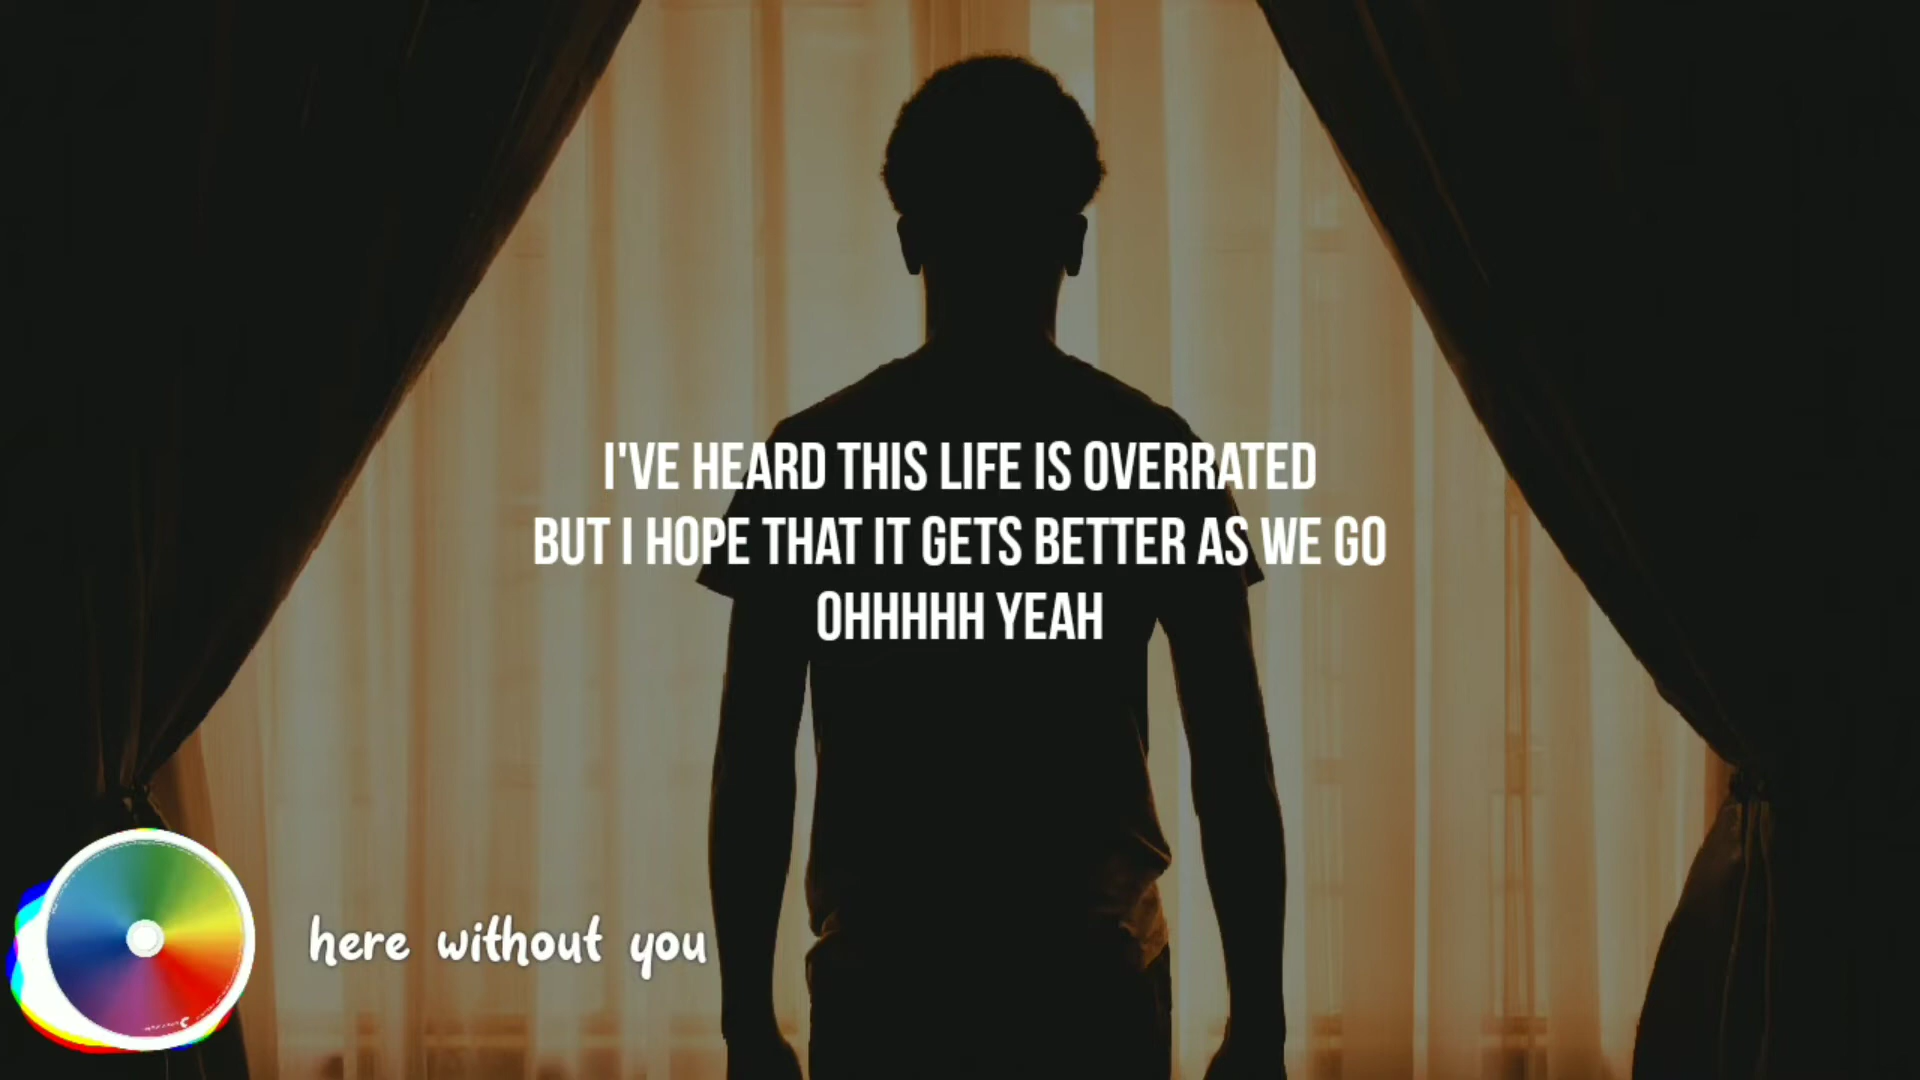 I'VE HEARD THIS LIFE IS OVERRATED
BUT I HOPE THAT IT GETS BETTER AS WE GO
OHHHHH YEAH
here without you